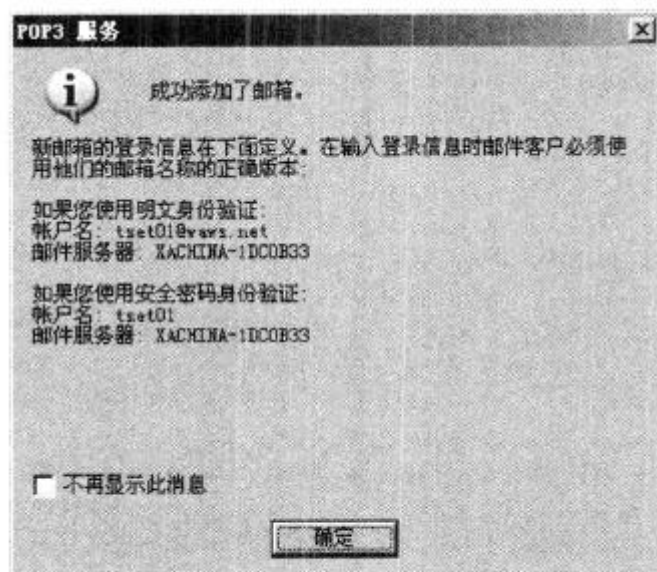 POP3 服务
成功添加了邮箱。
新邮箱的登录信息在下面定义。在输入登录信息时邮件客户必须使
用他们的邮箱名称的正确版本:
如果您使用明文身份验证:
帐户名: tset01@vavs.net
邮件服务器: XACHINA-1DC0B33
如果您使用安全密码身份验证:
帐户名: tset01
邮件服务器: XACHINA-1DC0B33
不再显示此消息
确定